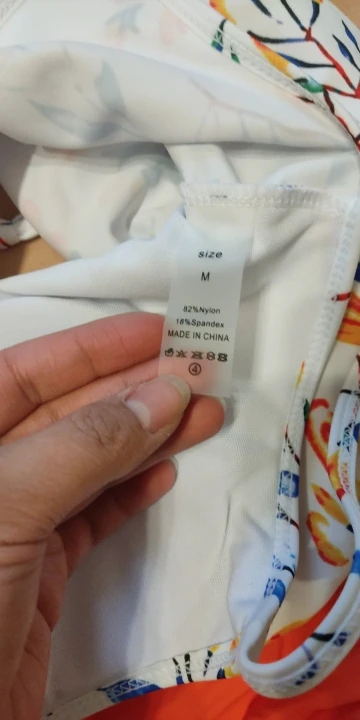 size
M
82%Nylon
18%Spandex
MADE IN CHINA
④